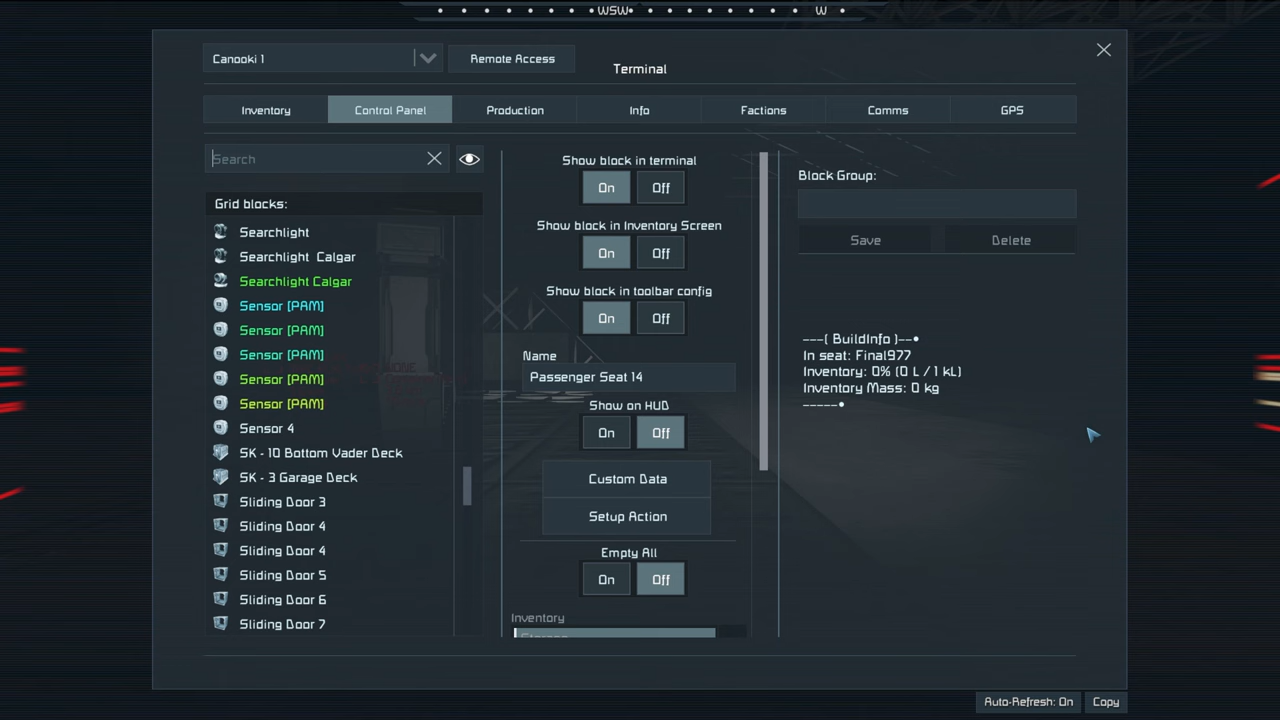 WSW
W
Canooki 1
Remote Access
Terminal
Inventory
Control Panel
Production
Info
Factions
Comms
GPS
Search
Grid blocks:
Searchlight
Searchlight  Calgar
Searchlight Calgar
Sensor [PAM]
Sensor [PAM]
Sensor [PAM]
Sensor [PAM]
Sensor [PAM]
Sensor 4
SK - 10 Bottom Vader Deck
SK - 3 Garage Deck
Sliding Door 3
Sliding Door 4
Sliding Door 4
Sliding Door 5
Sliding Door 6
Sliding Door 7
Show block in terminal
On Off
Show block in Inventory Screen
On Off
Show block in toolbar config
On Off
Name
Passenger Seat 14
Show on HUD
On Off
Custom Data
Setup Action
Empty All
On Off
Inventory
Storage
Block Group:
Save
Delete
---( BuildInfo )--•
In seat: Final977
Inventory: 0% (0 L / 1 kL)
Inventory Mass: 0 kg
-----•
Auto-Refresh: On
Copy